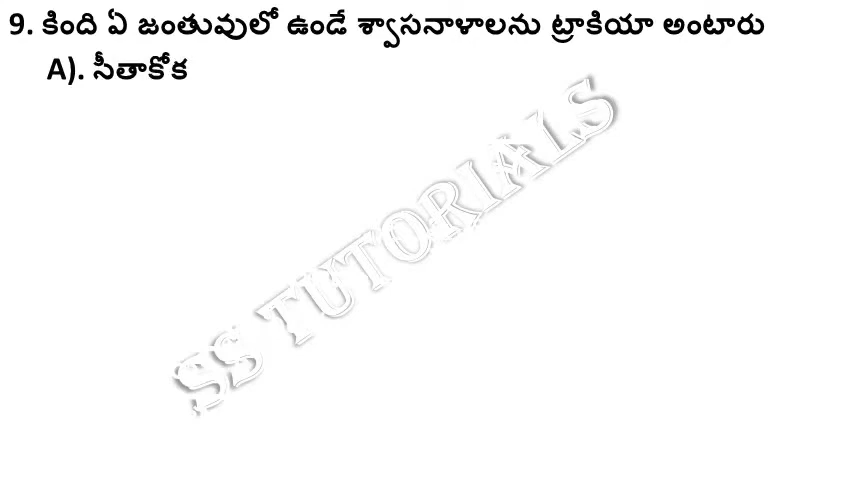 9. కింది ఏ జంతువులో ఉండే శ్వాసనాళాలను ట్రాకియా అంటారు
A). సీతాకోక
SS TUTORIALS